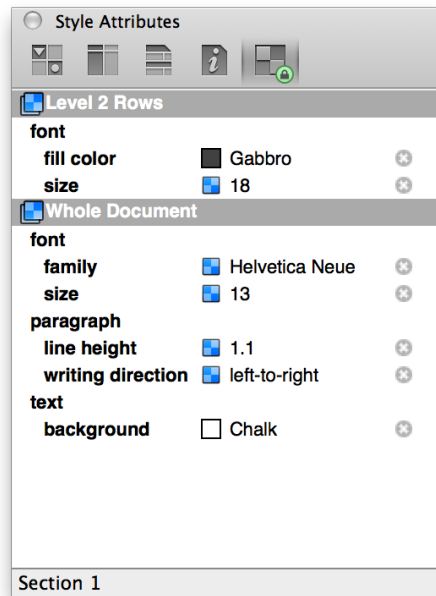 Style Attributes
Level 2 Rows
font
fill color Gabbro
size 18
Whole Document
font
family Helvetica Neue
size 13
paragraph
line height 1.1
writing direction left-to-right
text
background Chalk
Section 1